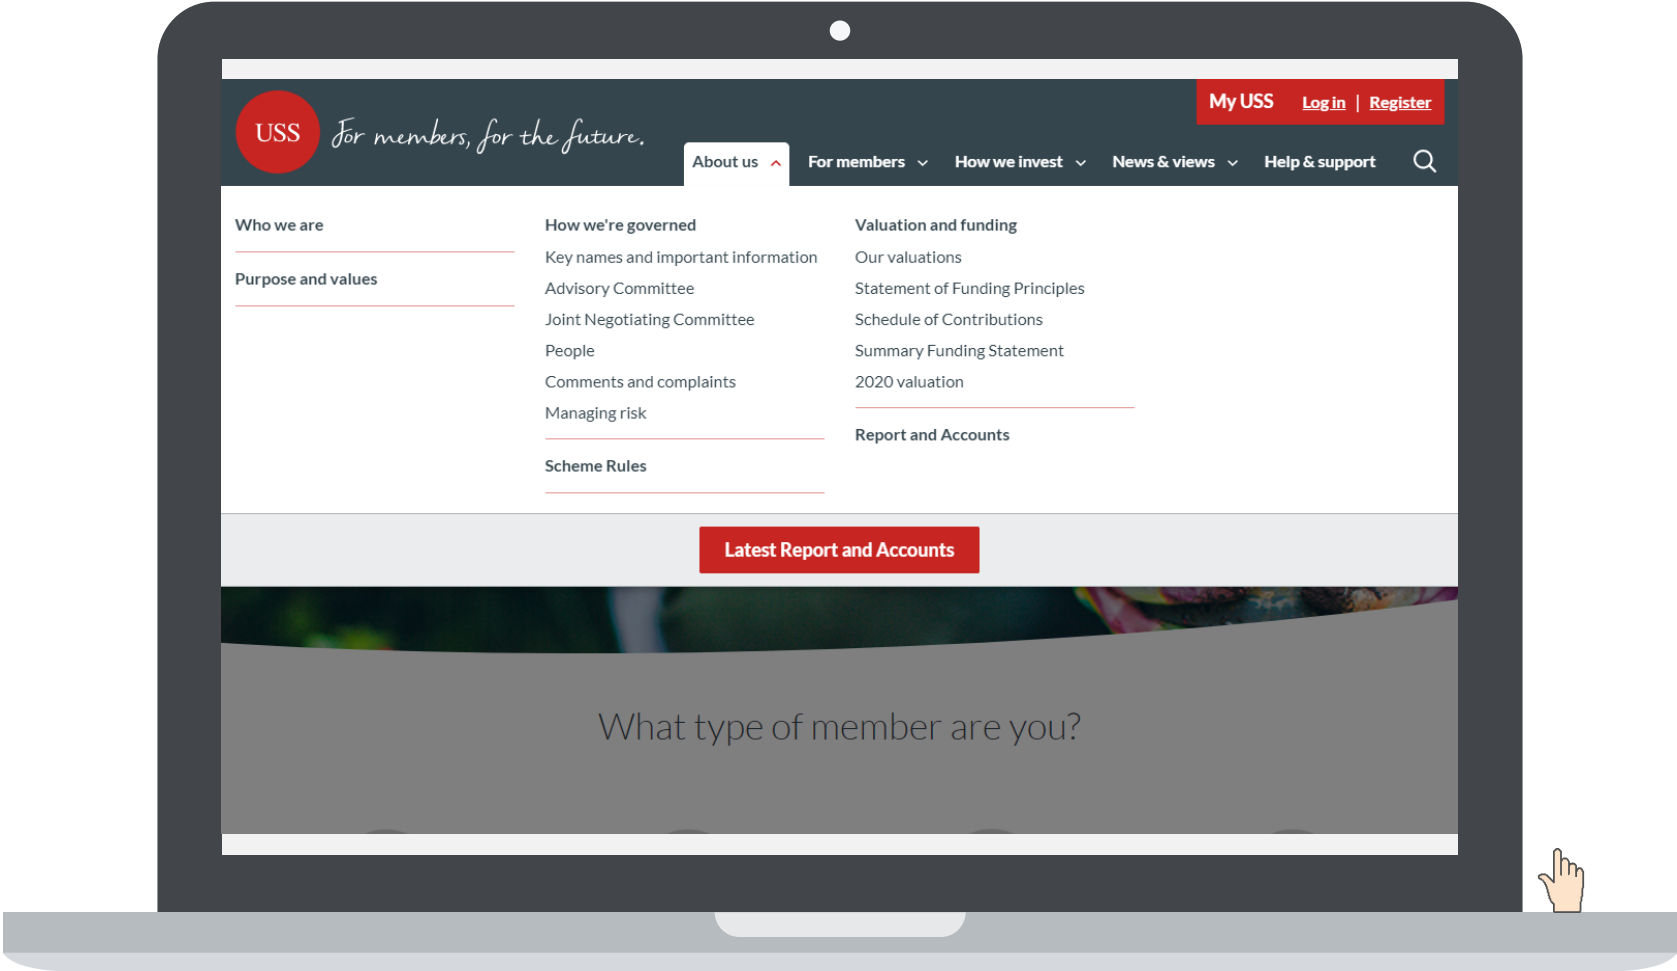 My USS Log in | Register
USS For members, for the future.
About us For members How we invest News & views Help & support
Who we are
Purpose and values
How we're governed
Key names and important information
Advisory Committee
Joint Negotiating Committee
People
Comments and complaints
Managing risk
Scheme Rules
Valuation and funding
Our valuations
Statement of Funding Principles
Schedule of Contributions
Summary Funding Statement
2020 valuation
Report and Accounts
Latest Report and Accounts
What type of member are you?